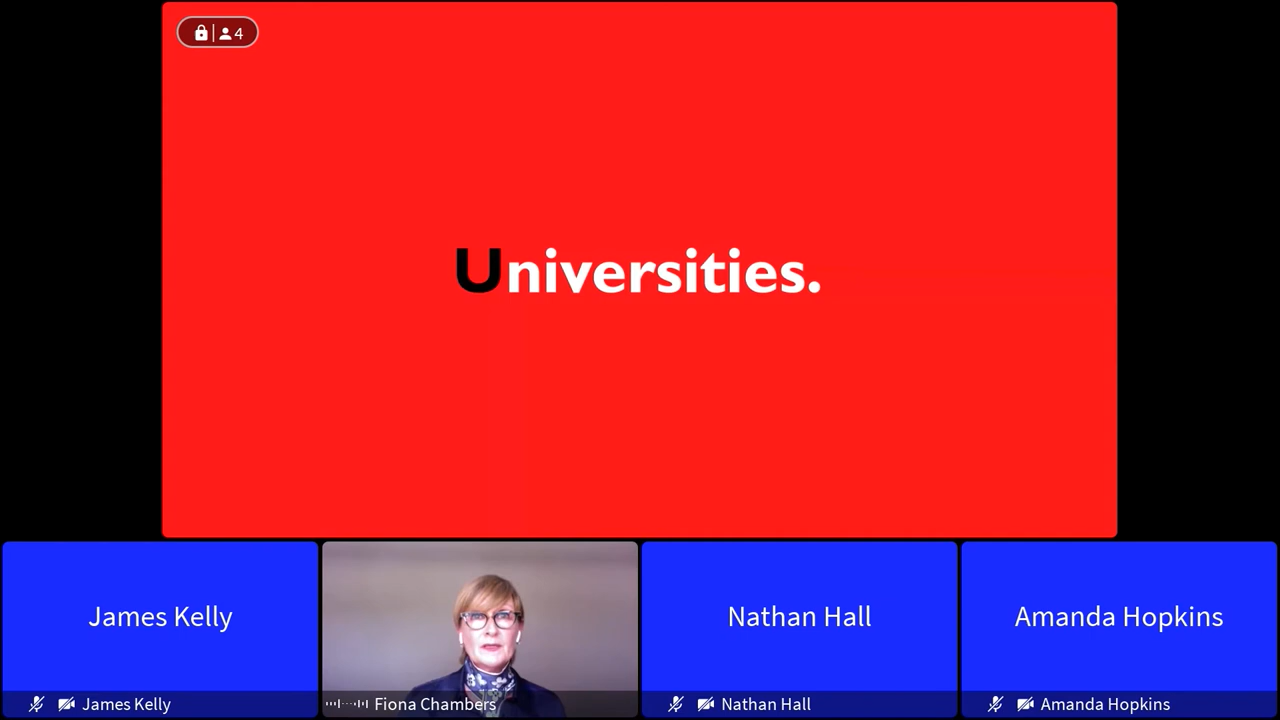 4
Universities.
James Kelly
Nathan Hall
Amanda Hopkins
James Kelly
Fiona Chambers
Nathan Hall
Amanda Hopkins